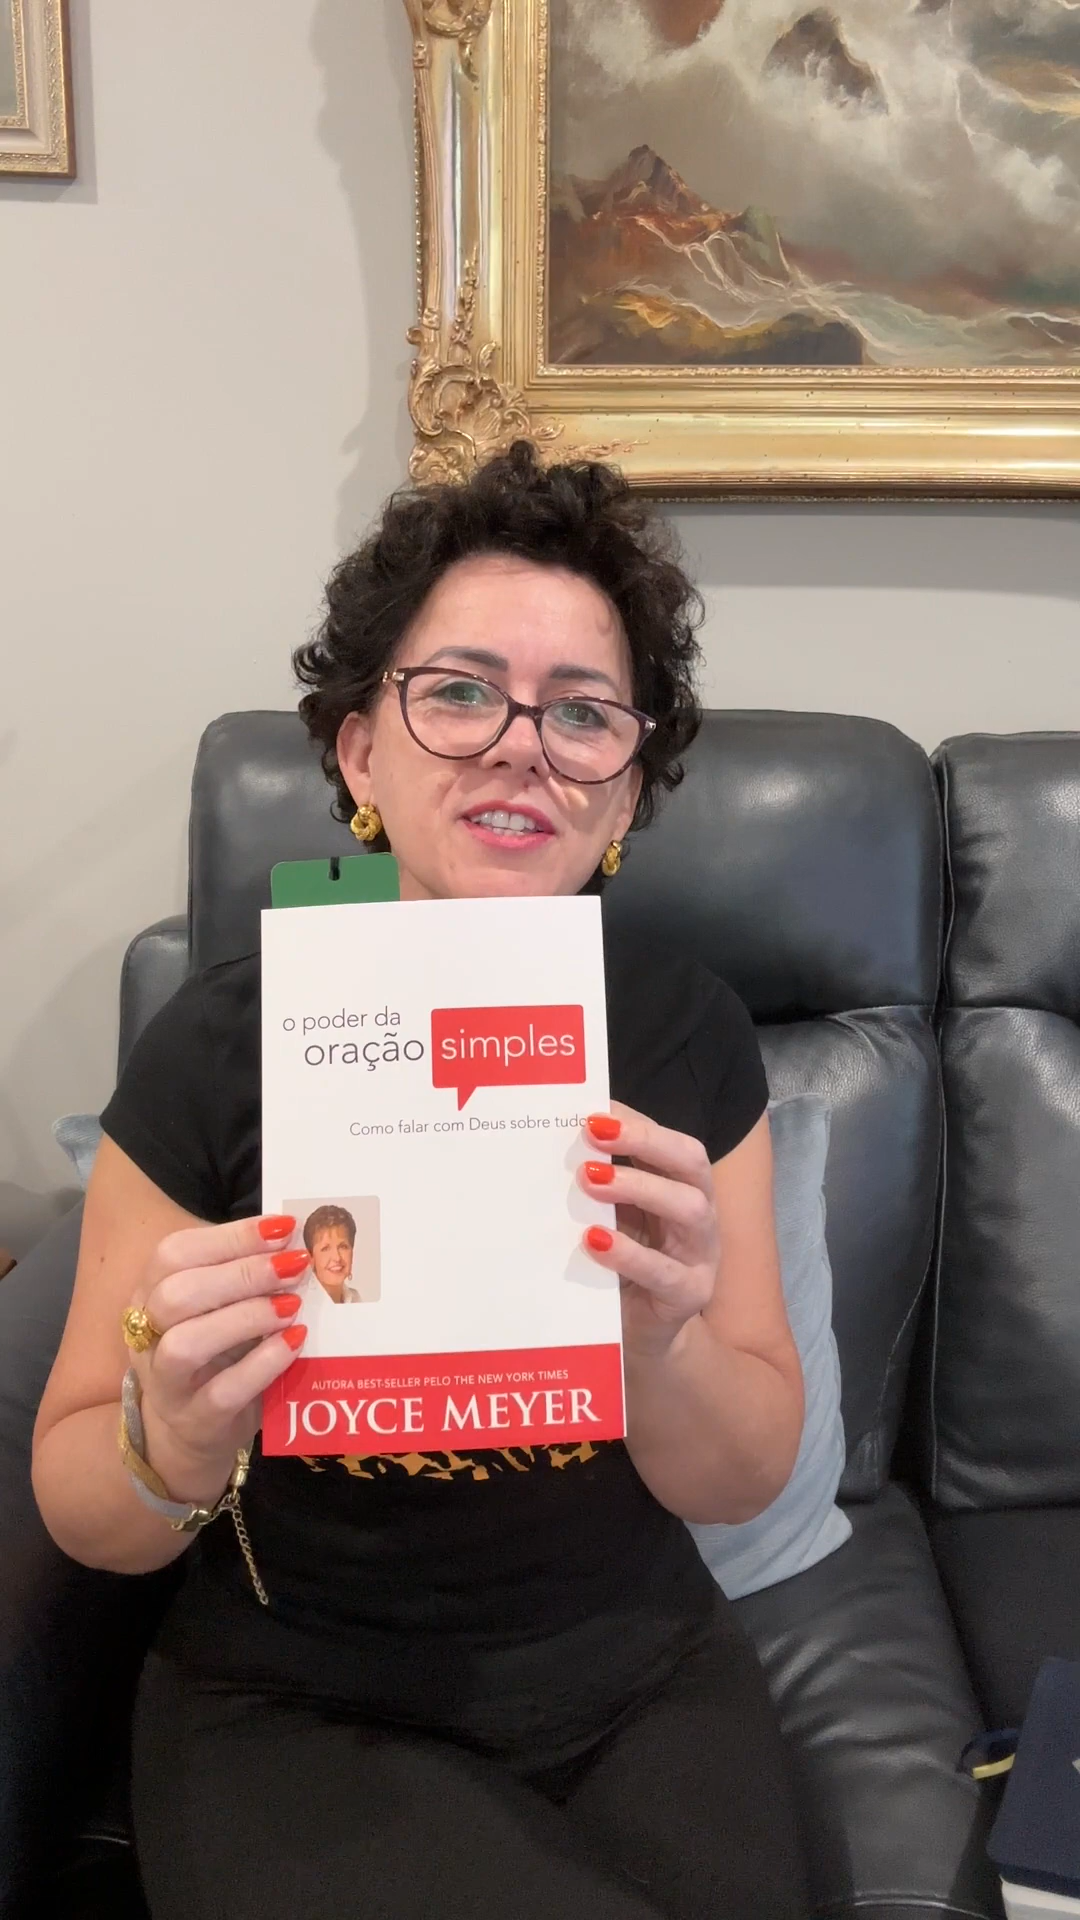 o poder da
oração simples
Como falar com Deus sobre tudo
AUTORA BEST-SELLER PELO THE NEW YORK TIMES
JOYCE MEYER